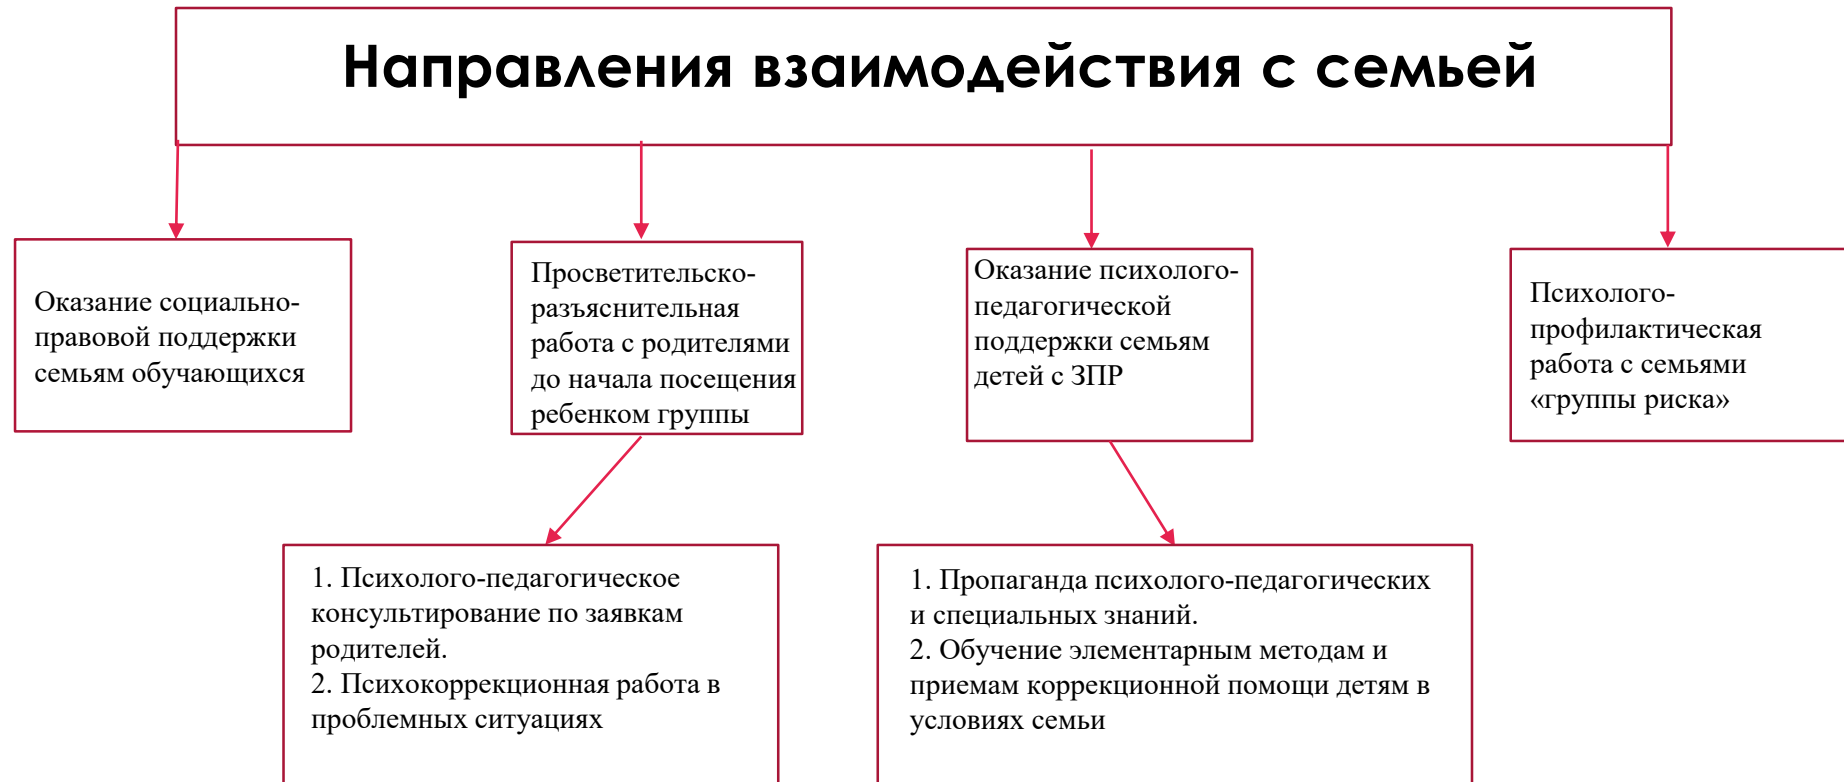 Направления взаимодействия с семьей
Оказание социально-
правовой поддержки
семьям обучающихся
Просветительско-
разъяснительная
работа с родителями
до начала посещения
ребенком группы
Оказание психолого-
педагогической
поддержки семьям
детей с ЗПР
Психолого-
профилактическая
работа с семьями
«группы риска»
1. Психолого-педагогическое
консультирование по заявкам
родителей.
2. Психокоррекционная работа в
проблемных ситуациях
1. Пропаганда психолого-педагогических
и специальных знаний.
2. Обучение элементарным методам и
приемам коррекционной помощи детям в
условиях семьи